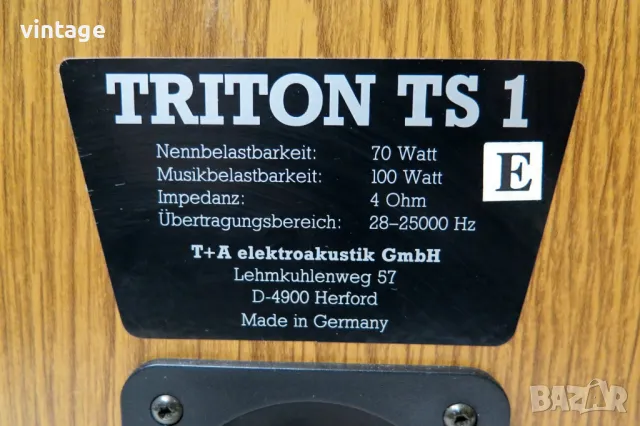 svc
vintage
TRITON TS 1
Nennbelastbarkeit: 70 Watt
Musikbelastbarkeit: 100 Watt
Impedanz: 4 Ohm
Übertragungsbereich: 28–25000 Hz
E
T+A elektroakustik GmbH
Lehmkuhlenweg 57
D-4900 Herford
Made in Germany
BAZAR